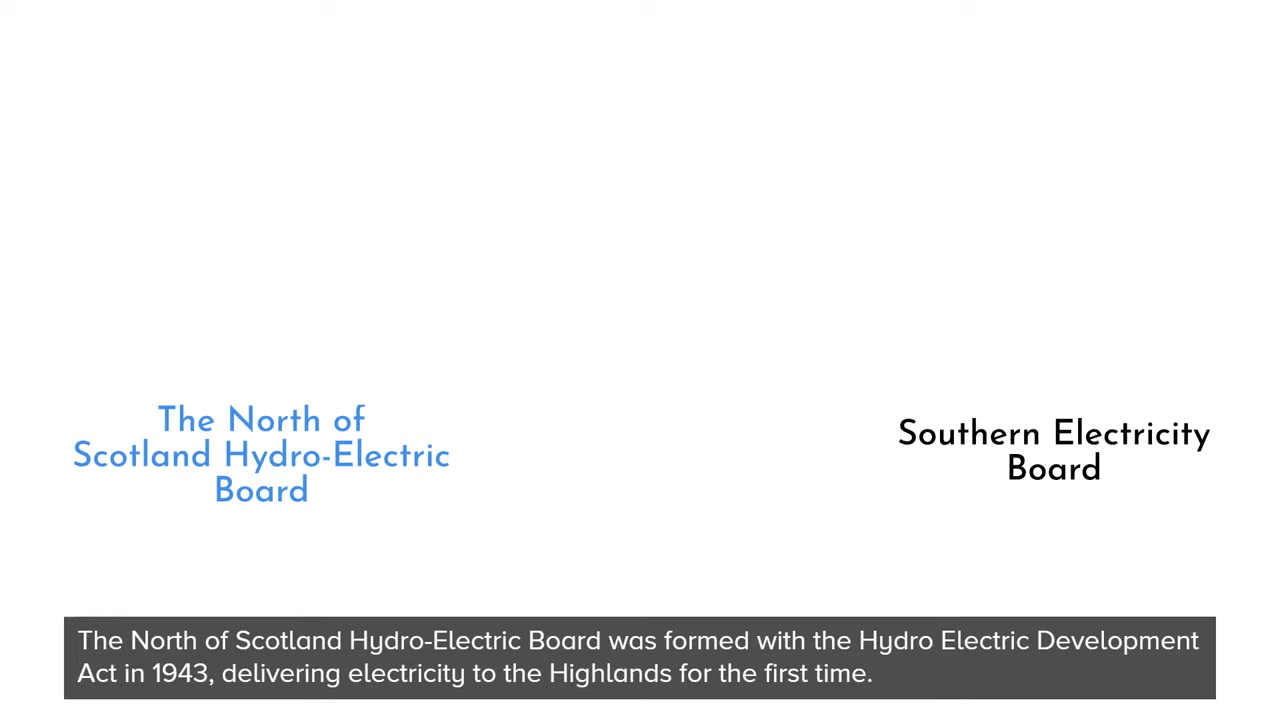 The North of
Scotland Hydro-Electric
Board
Southern Electricity
Board
The North of Scotland Hydro-Electric Board was formed with the Hydro Electric Development
Act in 1943, delivering electricity to the Highlands for the first time.